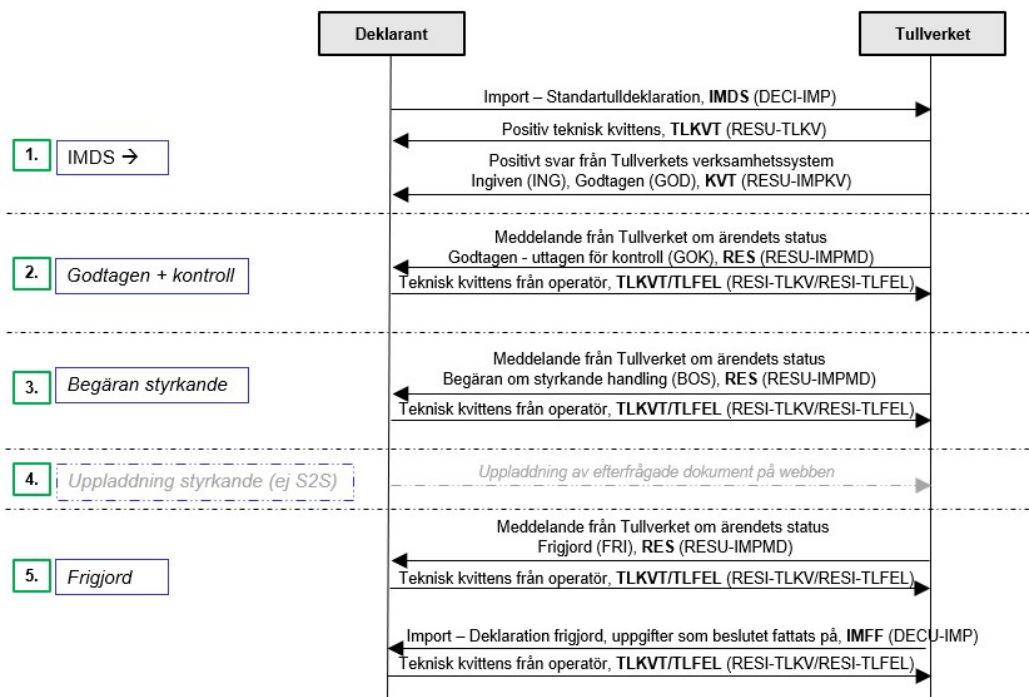 Deklarant
Tullverket
Import – Standartulldeklaration, IMDS (DECI-IMP)
Positiv teknisk kvittens, TLKVT (RESU-TLKV)
1.
IMDS →
Positivt svar från Tullverkets verksamhetssystem
Ingiven (ING), Godtagen (GOD), KVT (RESU-IMPKV)
2.
Godtagen + kontroll
Meddelande från Tullverket om ärendets status
Godtagen - uttagen för kontroll (GOK), RES (RESU-IMPMD)
Teknisk kvittens från operatör, TLKVT/TLFEL (RESI-TLKV/RESI-TLFEL)
3.
Begäran styrkande
Meddelande från Tullverket om ärendets status
Begäran om styrkande handling (BOS), RES (RESU-IMPMD)
Teknisk kvittens från operatör, TLKVT/TLFEL (RESI-TLKV/RESI-TLFEL)
4.
Uppladdning styrkande (ej S2S)
Uppladdning av efterfrågade dokument på webben
5.
Frigjord
Meddelande från Tullverket om ärendets status
Frigjord (FRI), RES (RESU-IMPMD)
Teknisk kvittens från operatör, TLKVT/TLFEL (RESI-TLKV/RESI-TLFEL)
Import – Deklaration frigjord, uppgifter som beslutet fattats på, IMFF (DECU-IMP)
Teknisk kvittens från operatör, TLKVT/TLFEL (RESI-TLKV/RESI-TLFEL)